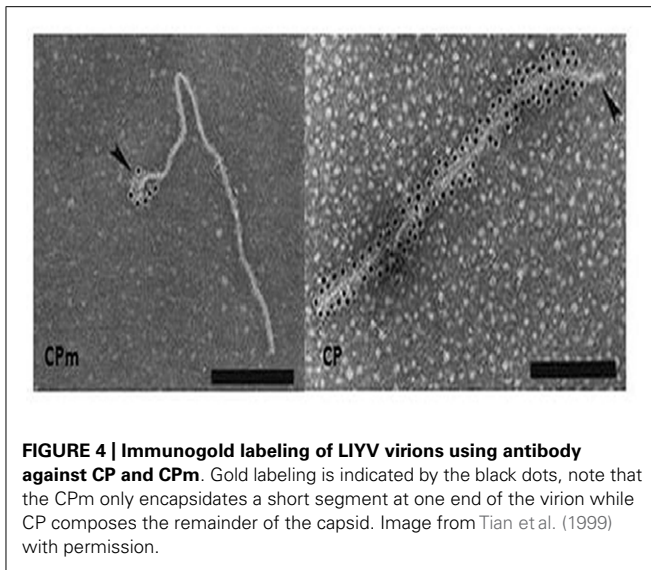 CPm
CP
FIGURE 4 | Immunogold labeling of LIYV virions using antibody
against CP and CPm. Gold labeling is indicated by the black dots, note that
the CPm only encapsidates a short segment at one end of the virion while
CP composes the remainder of the capsid. Image from Tian et al. (1999)
with permission.